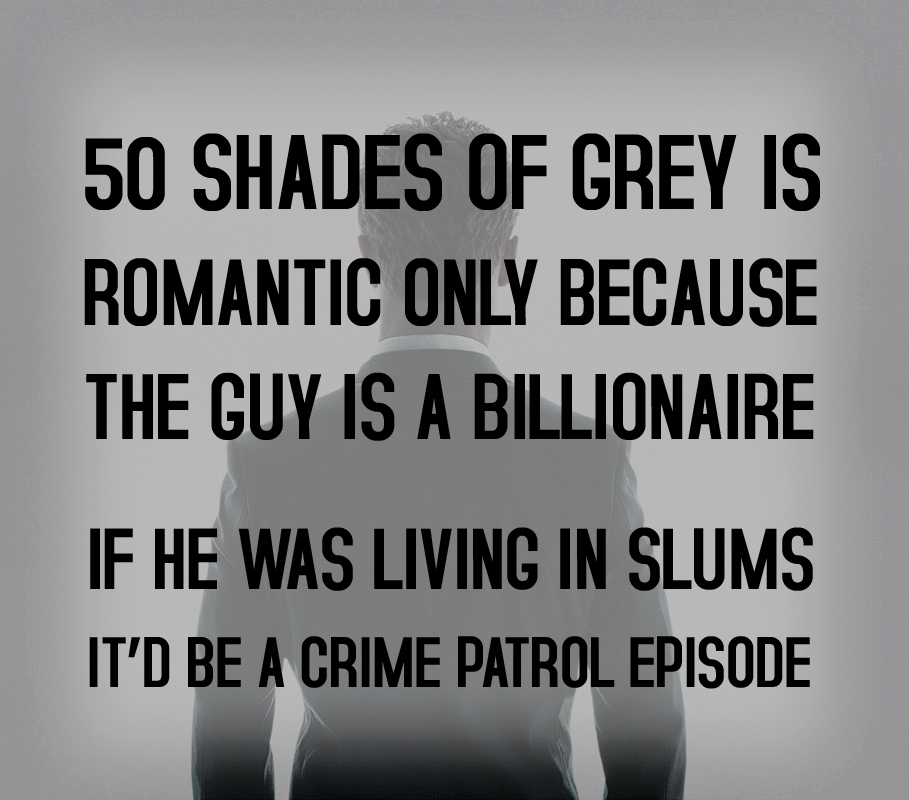 50 SHADES OF GREY IS
ROMANTIC ONLY BECAUSE
THE GUY IS A BILLIONAIRE
IF HE WAS LIVING IN SLUMS
IT'D BE A CRIME PATROL EPISODE